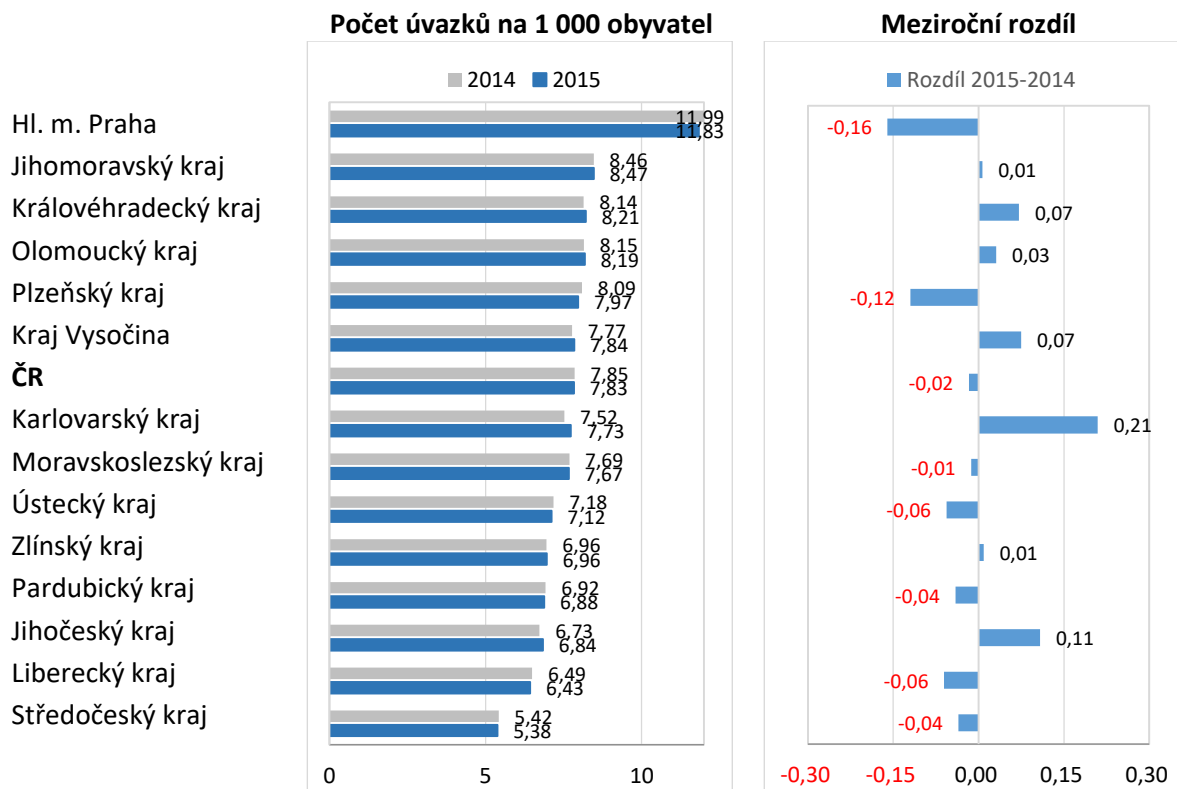 Počet úvazků na 1 000 obyvatel Meziroční rozdíl
2014 2015 Rozdíl 2015-2014
Hl. m. Praha 11,99 11,83 -0,16
Jihomoravský kraj 8,46 8,47 0,01
Královéhradecký kraj 8,14 8,21 0,07
Olomoucký kraj 8,15 8,19 0,03
Plzeňský kraj 8,09 7,97 -0,12
Kraj Vysočina 7,77 7,84 0,07
ČR 7,85 7,83 -0,02
Karlovarský kraj 7,52 7,73 0,21
Moravskoslezský kraj 7,69 7,67 -0,01
Ústecký kraj 7,18 7,12 -0,06
Zlínský kraj 6,96 6,96 0,01
Pardubický kraj 6,92 6,88 -0,04
Jihočeský kraj 6,73 6,84 0,11
Liberecký kraj 6,49 6,43 -0,06
Středočeský kraj 5,42 5,38 -0,04
0 5 10 -0,30 -0,15 0,00 0,15 0,30